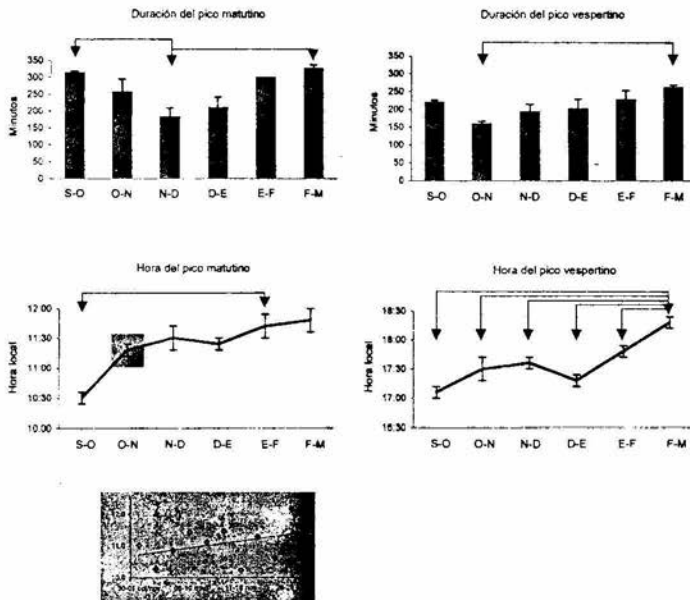 Duración del pico matutino
Minutos
350
300
250
200
150
100
50
0
S-O O-N N-D D-E E-F F-M
Duración del pico vespertino
Minutos
350
300
250
200
150
100
50
0
S-O O-N N-D D-E E-F F-M
Hora del pico matutino
Hora local
12:00
11:30
11:00
10:30
10:00
S-O O-N N-D D-E E-F F-M
Hora del pico vespertino
Hora local
18:30
18:00
17:30
17:00
16:30
S-O O-N N-D D-E E-F F-M